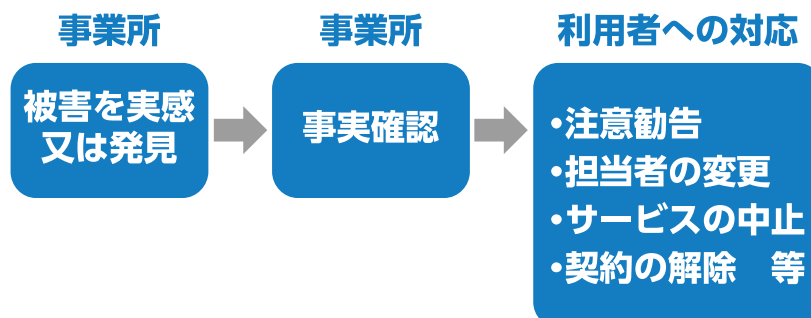 事業所
被害を実感
又は発見
事業所
事実確認
利用者への対応
•注意勧告
•担当者の変更
•サービスの中止
•契約の解除　等